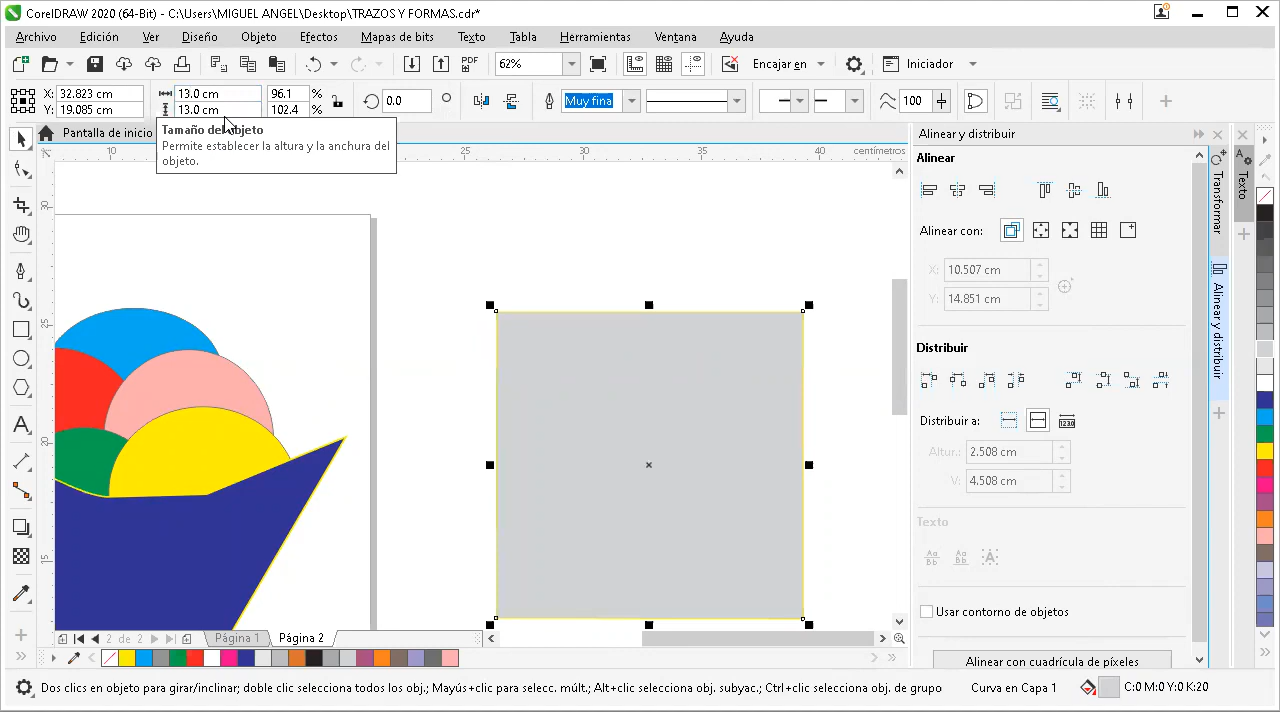 CorelDRAW 2020 (64-Bit) - C:\Users\MIGUEL ANGEL\Desktop\TRAZOS Y FORMAS.cdr*
Archivo Edición Ver Diseño Objeto Efectos Mapas de bits Texto Tabla Herramientas Ventana Ayuda
PDF 62% Encajar en Iniciador
X: 32.823 cm 13.0 cm 96.1 % 0.0 Muy fina 100
Y: 19.085 cm 13.0 cm 102.4 %
Pantalla de inicio
Tamaño del objeto
Permite establecer la altura y la anchura del
objeto.
10 25 30 35 40 centímetros
30
25
20
15
Alinear y distribuir
Alinear
Alinear con:
X: 10.507 cm
Y: 14.851 cm
Distribuir
Distribuir a:
Altur.: 2.508 cm
V: 4.508 cm
Texto
Usar contorno de objetos
Alinear con cuadrícula de píxeles
Transformar
Alinear y distribuir
Texto
2 de 2 Página 1 Página 2
Dos clics en objeto para girar/inclinar; doble clic selecciona todos los obj.; Mayús+clic para selecc. múlt.; Alt+clic selecciona obj. subyac.; Ctrl+clic selecciona obj. de grupo Curva en Capa 1 C:0 M:0 Y:0 K:20